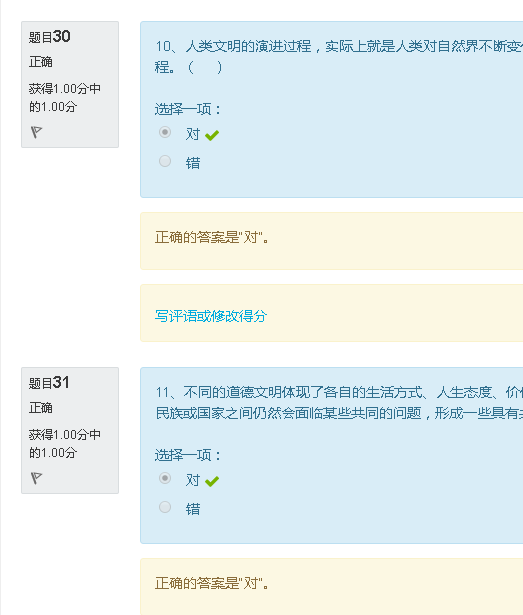 题目30
正确
获得1.00分中
的1.00分
10、人类文明的演进过程，实际上就是人类对自然界不断变
程。（ ）
选择一项：
对
错
正确的答案是“对”。
写评语或修改得分
题目31
正确
获得1.00分中
的1.00分
11、不同的道德文明体现了各自的生活方式、人生态度、价
民族或国家之间仍然会面临某些共同的问题，形成一些具有
选择一项：
对
错
正确的答案是“对”。